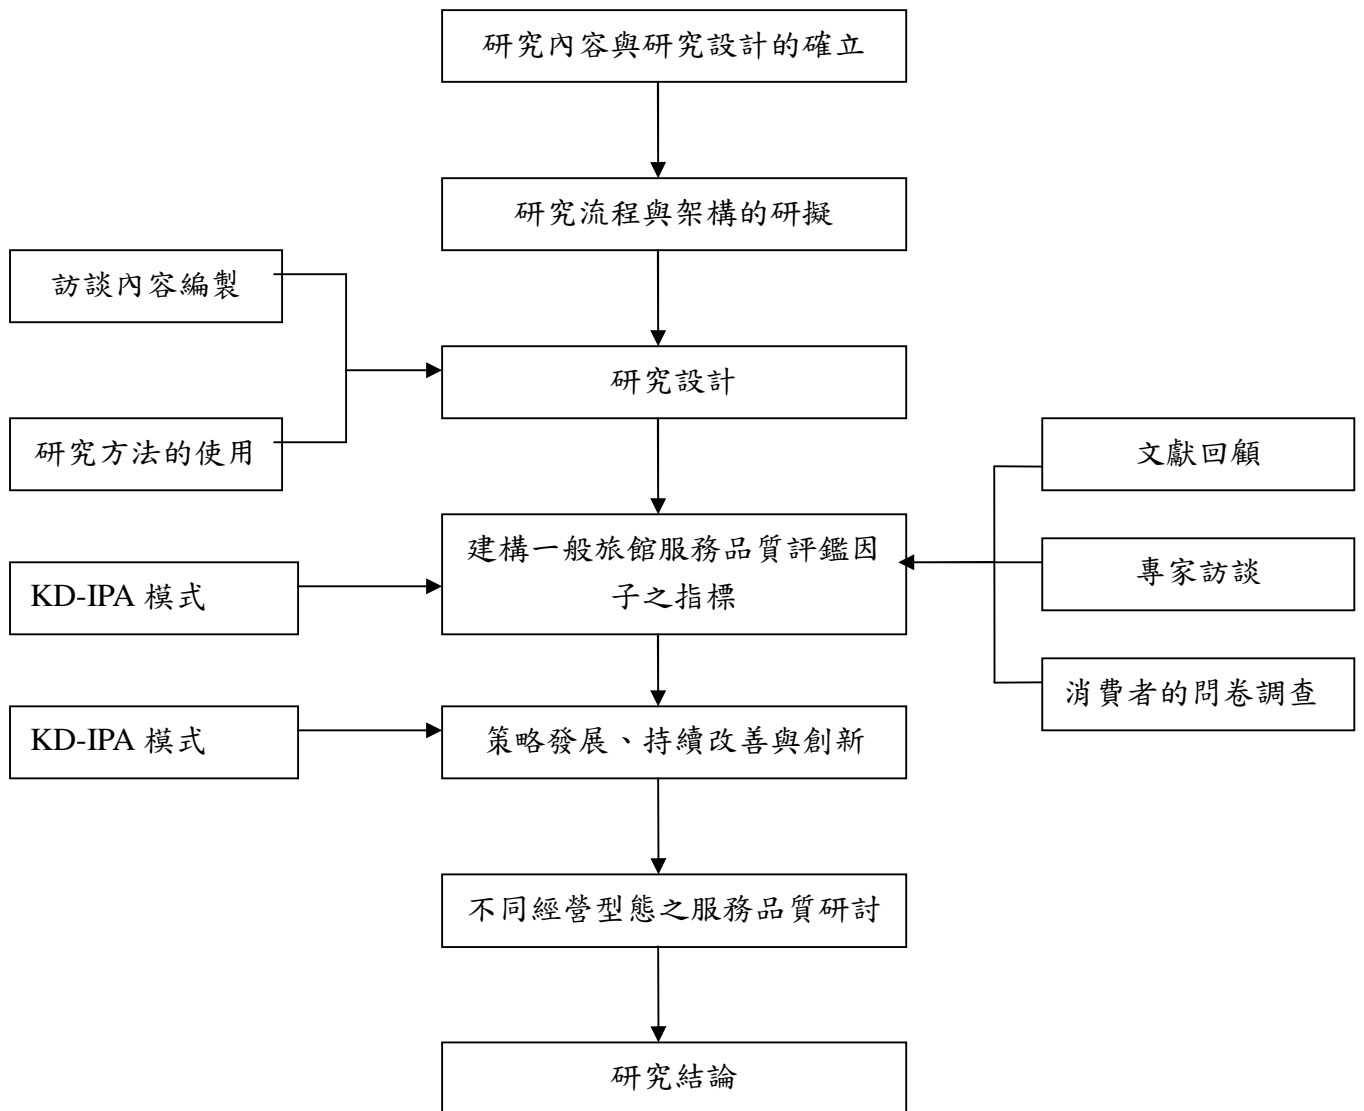 研究內容與研究設計的確立
研究流程與架構的研擬
訪談內容編製
研究設計
研究方法的使用
文獻回顧
建構一般旅館服務品質評鑑因
子之指標
專家訪談
KD-IPA 模式
消費者的問卷調查
KD-IPA 模式
策略發展、持續改善與創新
不同經營型態之服務品質研討
研究結論